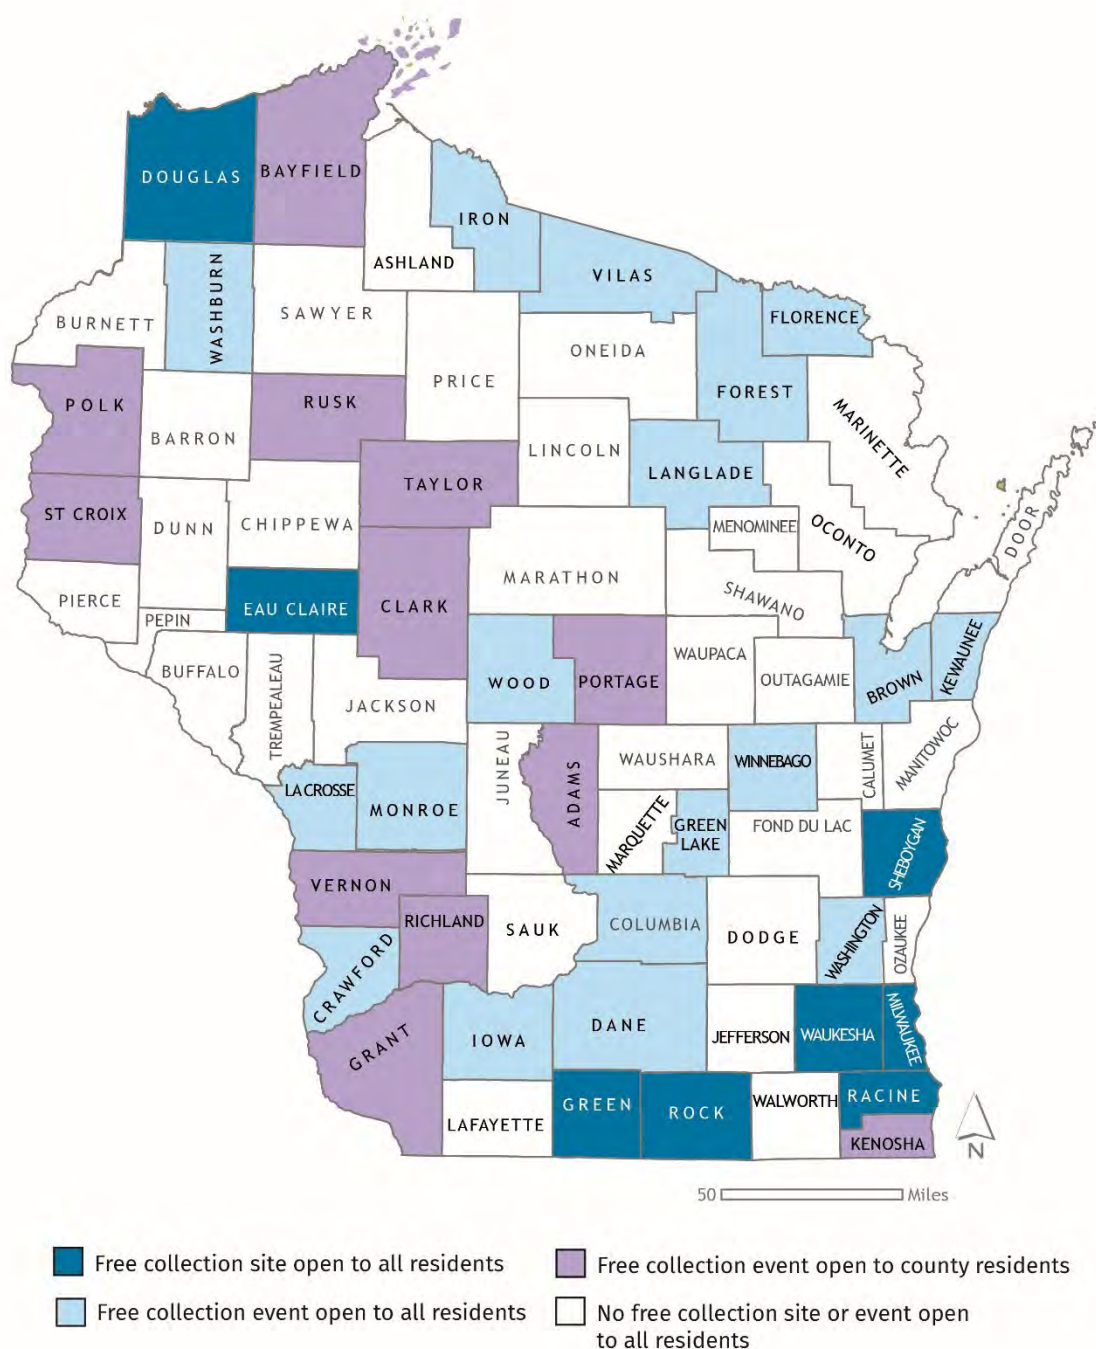 DOUGLAS
BAYFIELD
IRON
ASHLAND
VILAS
WASHBURN
BURNETT
SAWYER
FLORENCE
ONEIDA
PRICE
FOREST
POLK
RUSK
BARRON
MARINETTE
LINCOLN
LANGLADE
TAYLOR
ST CROIX
DUNN
CHIPPEWA
MENOMINEE
OCONTO
DOOR
MARATHON
PIERCE
PEPIN
EAU CLAIRE
CLARK
SHAWANO
BUFFALO
TREMPEALEAU
JACKSON
WOOD
PORTAGE
WAUPACA
OUTAGAMIE
BROWN
KEWAUNEE
LA CROSSE
MONROE
JUNEAU
ADAMS
WAUSHARA
WINNEBAGO
CALUMET
MANITOWOC
MARQUETTE
GREEN
LAKE
FOND DU LAC
SHEBOYGAN
VERNON
RICHLAND
SAUK
COLUMBIA
DODGE
WASHINGTON
OZAUKEE
CRAWFORD
GRANT
IOWA
DANE
JEFFERSON
WAUKESHA
MILWAUKEE
LAFAYETTE
GREEN
ROCK
WALWORTH
RACINE
KENOSHA
N
50 Miles
Free collection site open to all residents
Free collection event open to county residents
Free collection event open to all residents
No free collection site or event open
to all residents